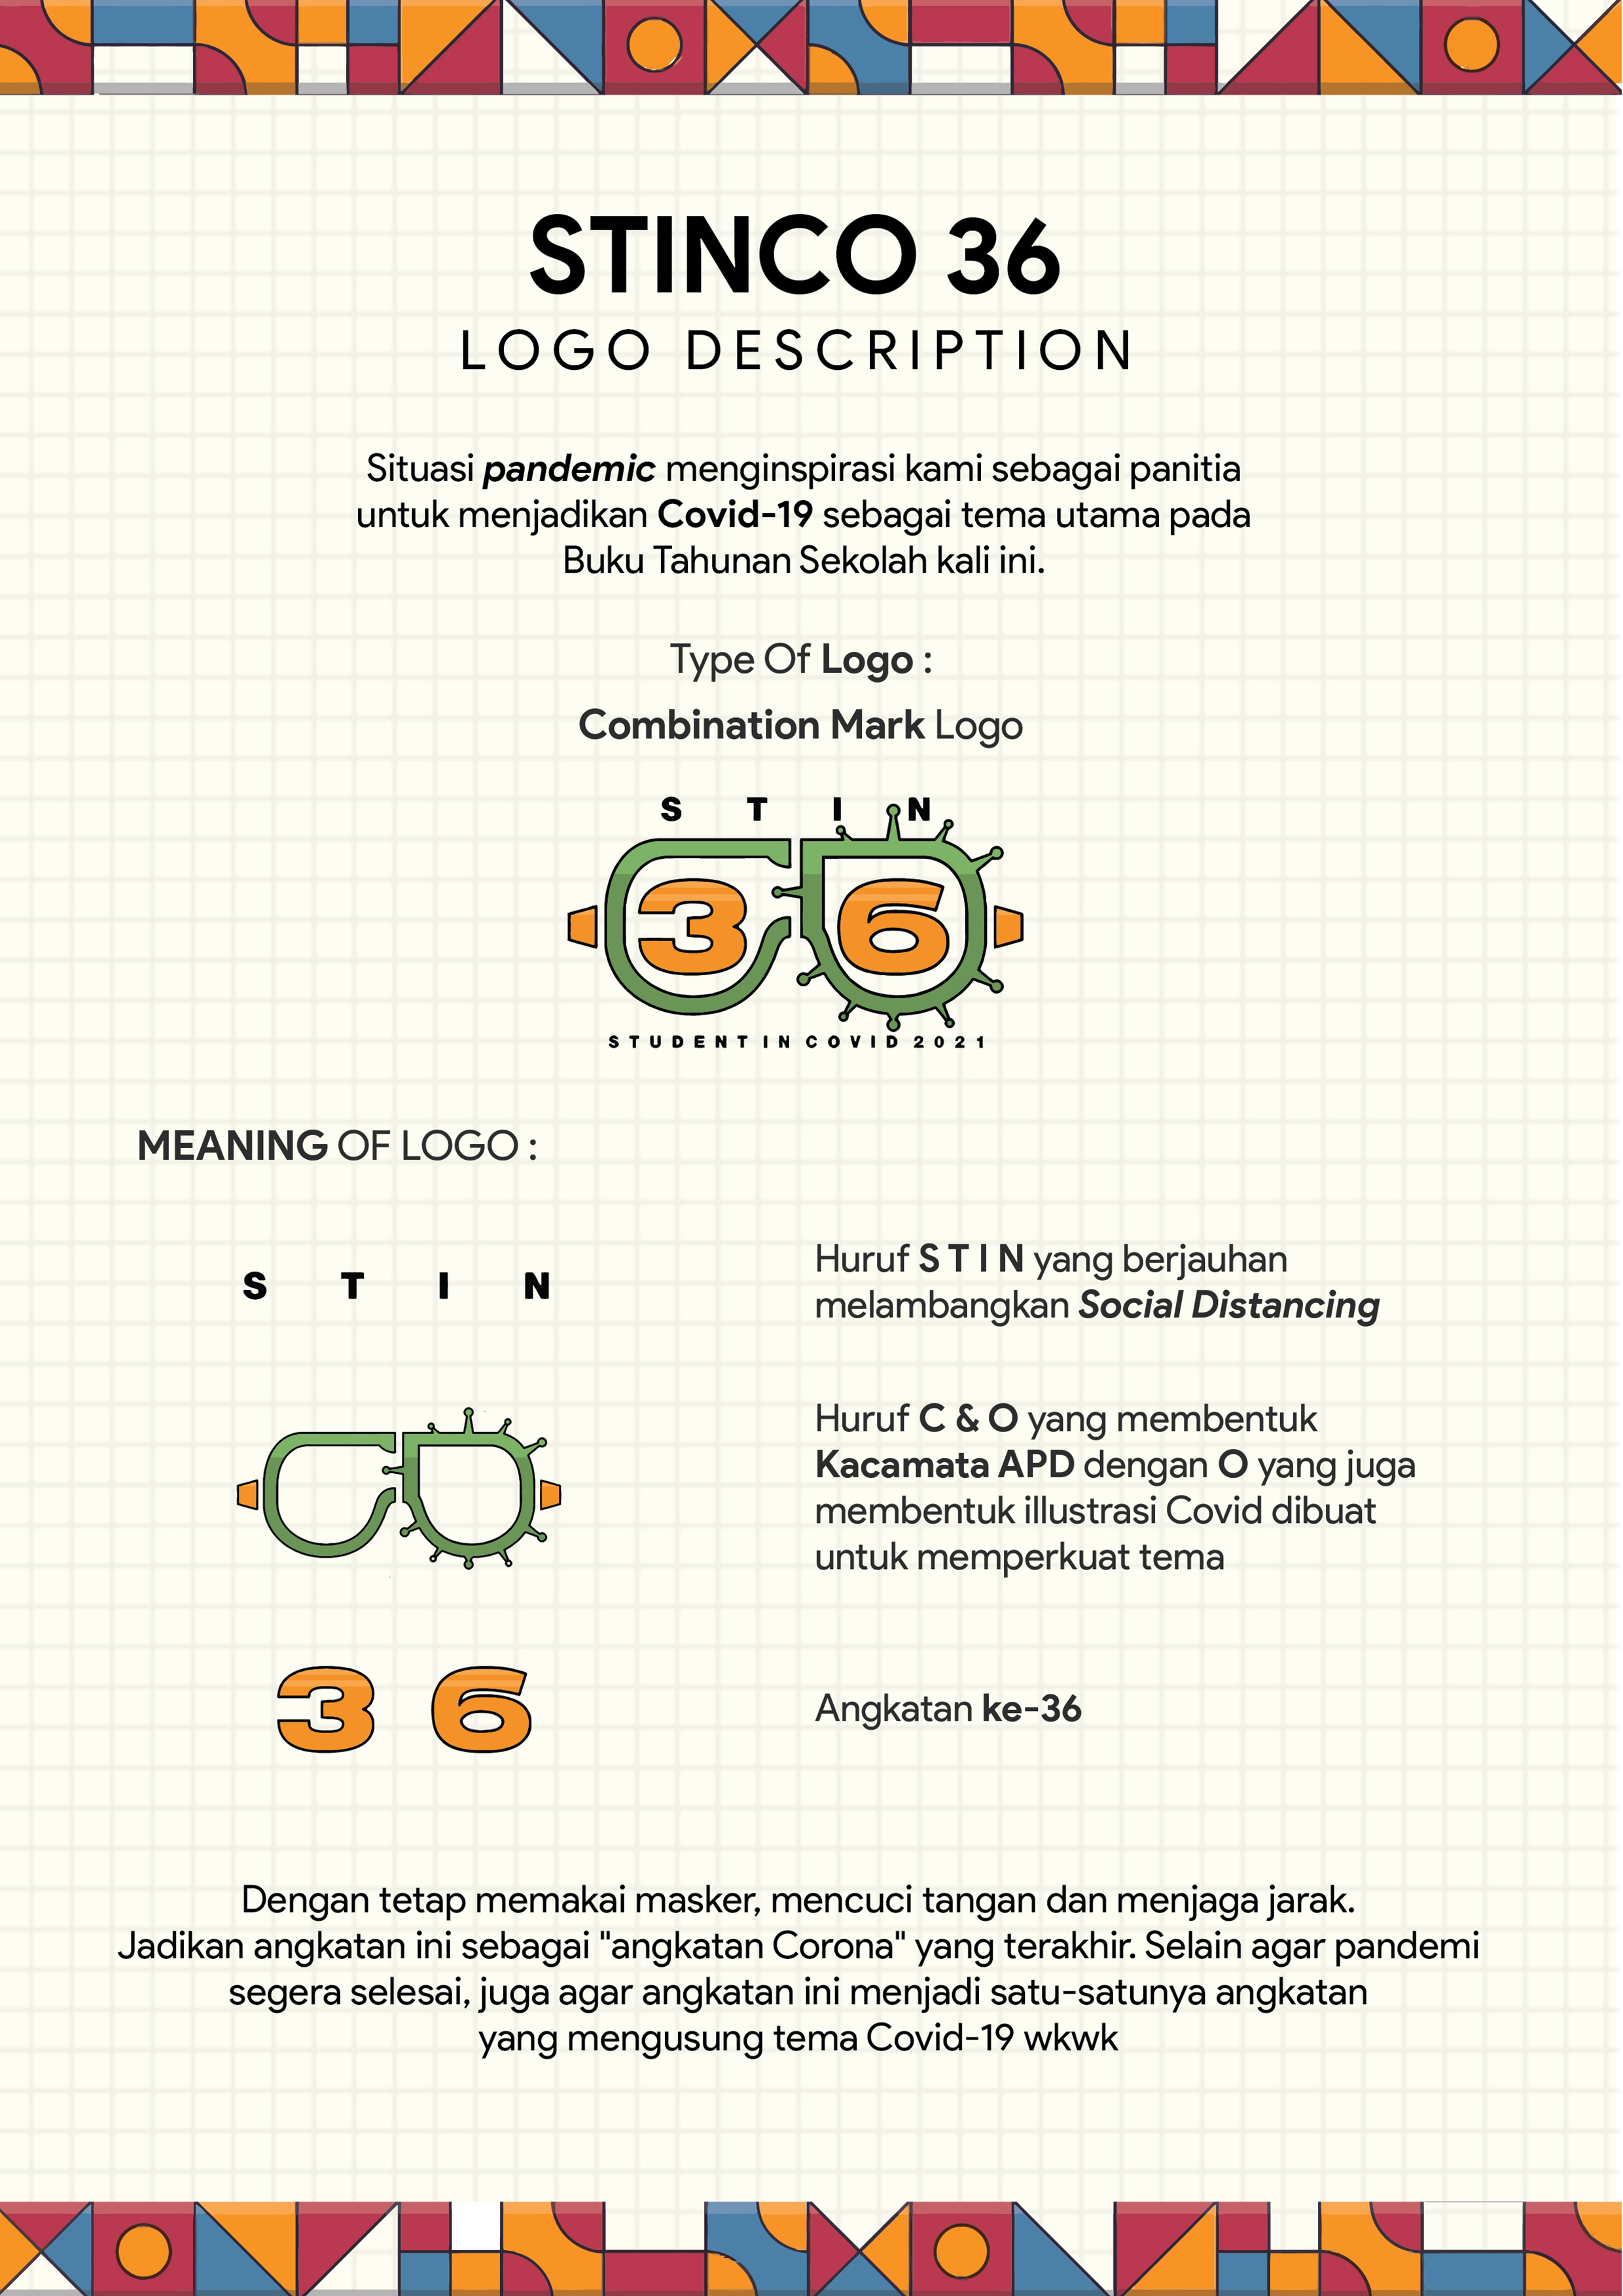 STINCO 36
LOGO DESCRIPTION
Situasi pandemic menginspirasi kami sebagai panitia
untuk menjadikan Covid-19 sebagai tema utama pada
Buku Tahunan Sekolah kali ini.
Type Of Logo :
Combination Mark Logo
S T I N
36
STUDENT IN COVID 2021
MEANING OF LOGO :
S T I N
Huruf S T I N yang berjauhan
melambangkan Social Distancing
Huruf C & O yang membentuk
Kacamata APD dengan O yang juga
membentuk illustrasi Covid dibuat
untuk memperkuat tema
3 6
Angkatan ke-36
Dengan tetap memakai masker, mencuci tangan dan menjaga jarak.
Jadikan angkatan ini sebagai "angkatan Corona" yang terakhir. Selain agar pandemi
segera selesai, juga agar angkatan ini menjadi satu-satunya angkatan
yang mengusung tema Covid-19 wkwk